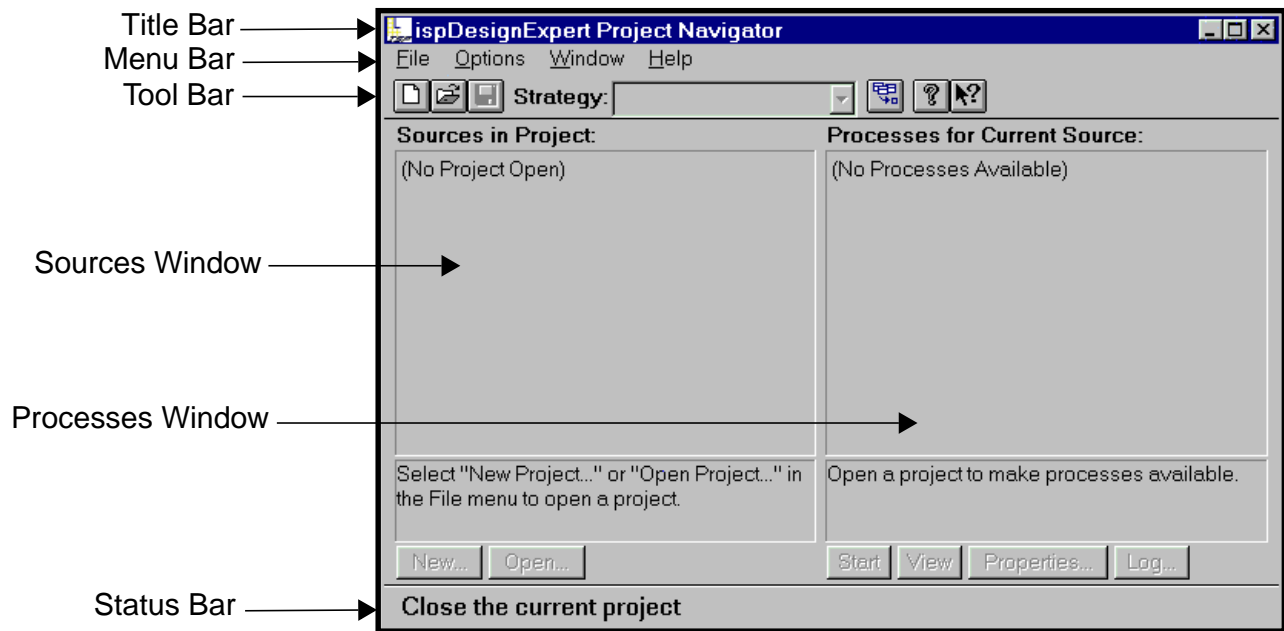 Title Bar
ispDesignExpert Project Navigator
Menu Bar
File Options Window Help
Tool Bar
Strategy:
Sources in Project:
Processes for Current Source:
(No Project Open)
(No Processes Available)
Sources Window
Processes Window
Select "New Project..." or "Open Project..." in
the File menu to open a project.
Open a project to make processes available.
New... Open...
Start View Properties... Log...
Status Bar
Close the current project